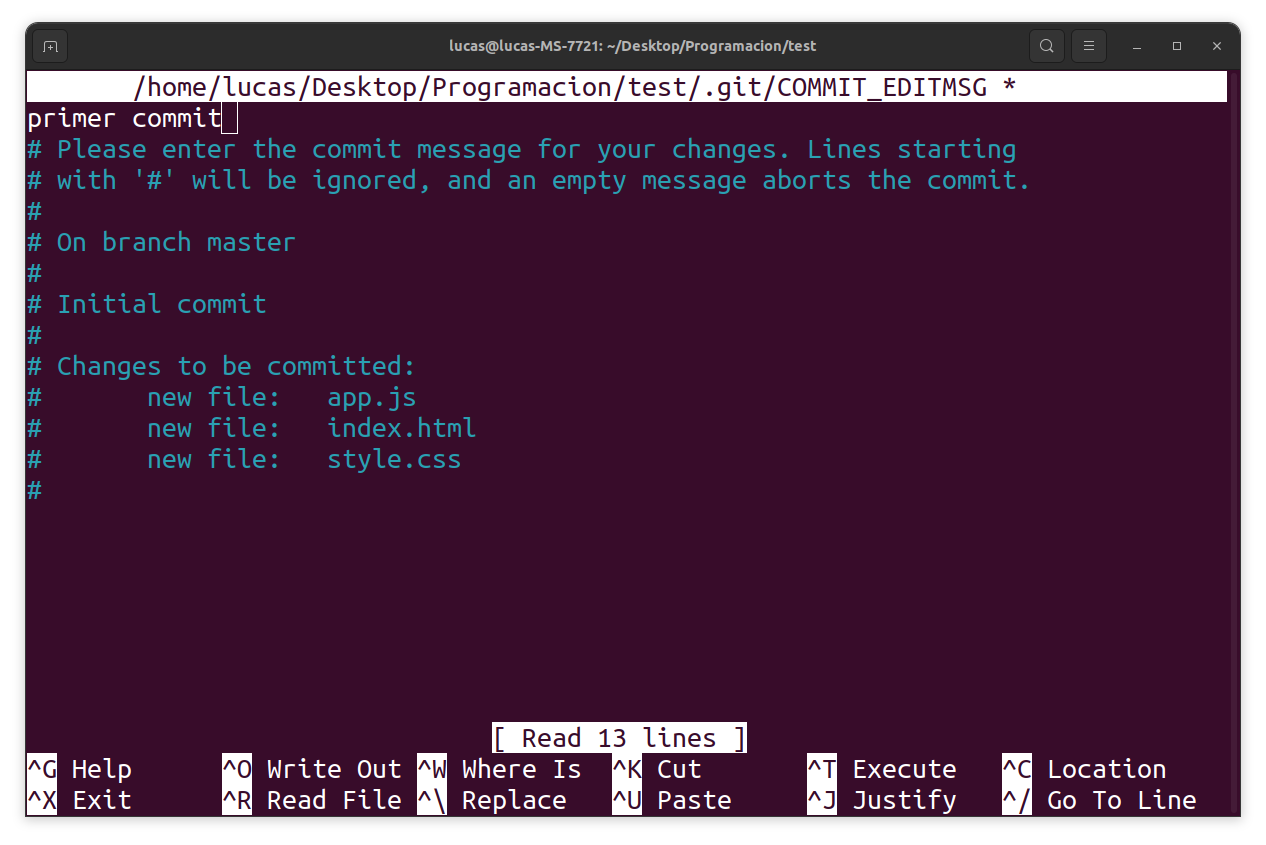 lucas@lucas-MS-7721: ~/Desktop/Programacion/test
/home/lucas/Desktop/Programacion/test/.git/COMMIT_EDITMSG *
primer commit
# Please enter the commit message for your changes. Lines starting
# with '#' will be ignored, and an empty message aborts the commit.
#
# On branch master
#
# Initial commit
#
# Changes to be committed:
#       new file:   app.js
#       new file:   index.html
#       new file:   style.css
#
[ Read 13 lines ]
^G Help      ^O Write Out ^W Where Is  ^K Cut       ^T Execute   ^C Location
^X Exit      ^R Read File ^\ Replace   ^U Paste     ^J Justify   ^/ Go To Line